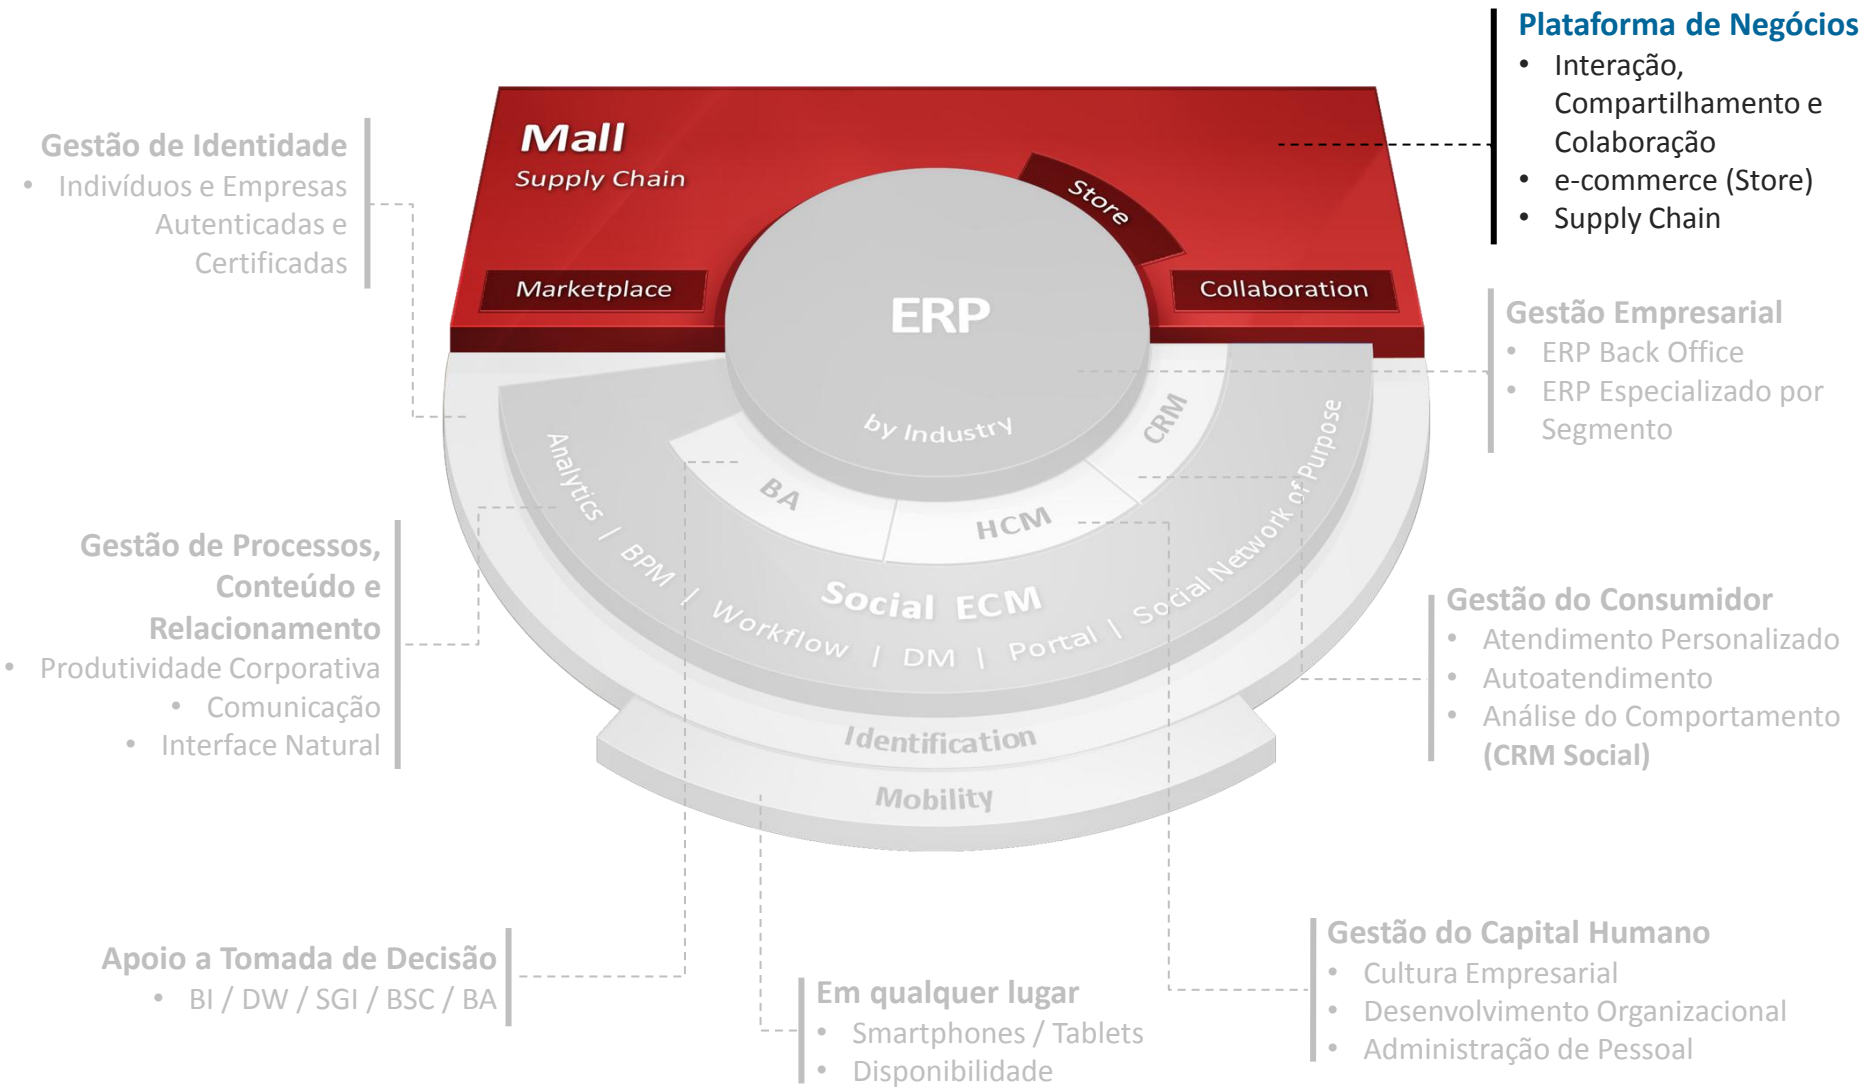 Plataforma de Negócios
• Interação,
Compartilhamento e
Colaboração
• e-commerce (Store)
• Supply Chain
Gestão de Identidade
• Indivíduos e Empresas
Autenticadas e
Certificadas
Mall
Supply Chain
Store
Marketplace
Collaboration
ERP
by Industry
Gestão Empresarial
• ERP Back Office
• ERP Especializado por
Segmento
CRM
BA
HCM
Social ECM
Analytics | BPM | Workflow | DM | Portal | Social Network of Purpose
Identification
Mobility
Gestão de Processos,
Conteúdo e
Relacionamento
• Produtividade Corporativa
• Comunicação
• Interface Natural
Gestão do Consumidor
• Atendimento Personalizado
• Autoatendimento
• Análise do Comportamento
(CRM Social)
Apoio a Tomada de Decisão
• BI / DW / SGI / BSC / BA
Em qualquer lugar
• Smartphones / Tablets
• Disponibilidade
Gestão do Capital Humano
• Cultura Empresarial
• Desenvolvimento Organizacional
• Administração de Pessoal